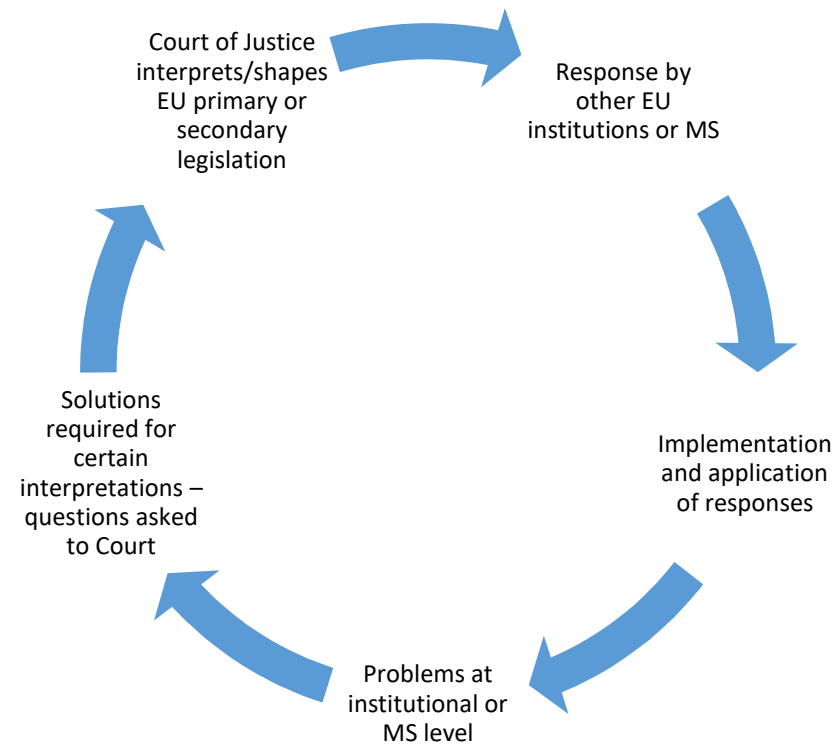 Court of Justice
interprets/shapes
EU primary or
secondary
legislation
Response by
other EU
institutions or MS
Implementation
and application
of responses
Problems at
institutional or
MS level
Solutions
required for
certain
interpretations –
questions asked
to Court